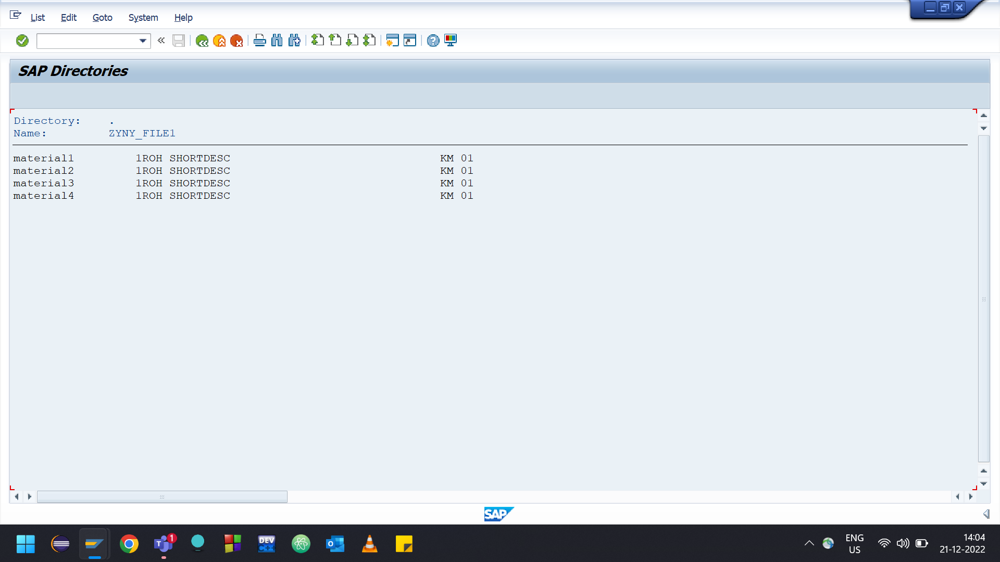 List Edit Goto System Help
SAP Directories
Directory: .
Name: ZYNY_FILE1
material1 1ROH SHORTDESC KM 01
material2 1ROH SHORTDESC KM 01
material3 1ROH SHORTDESC KM 01
material4 1ROH SHORTDESC KM 01
SAP
T 1
DEV
C++
O
ENG
US
14:04
21-12-2022